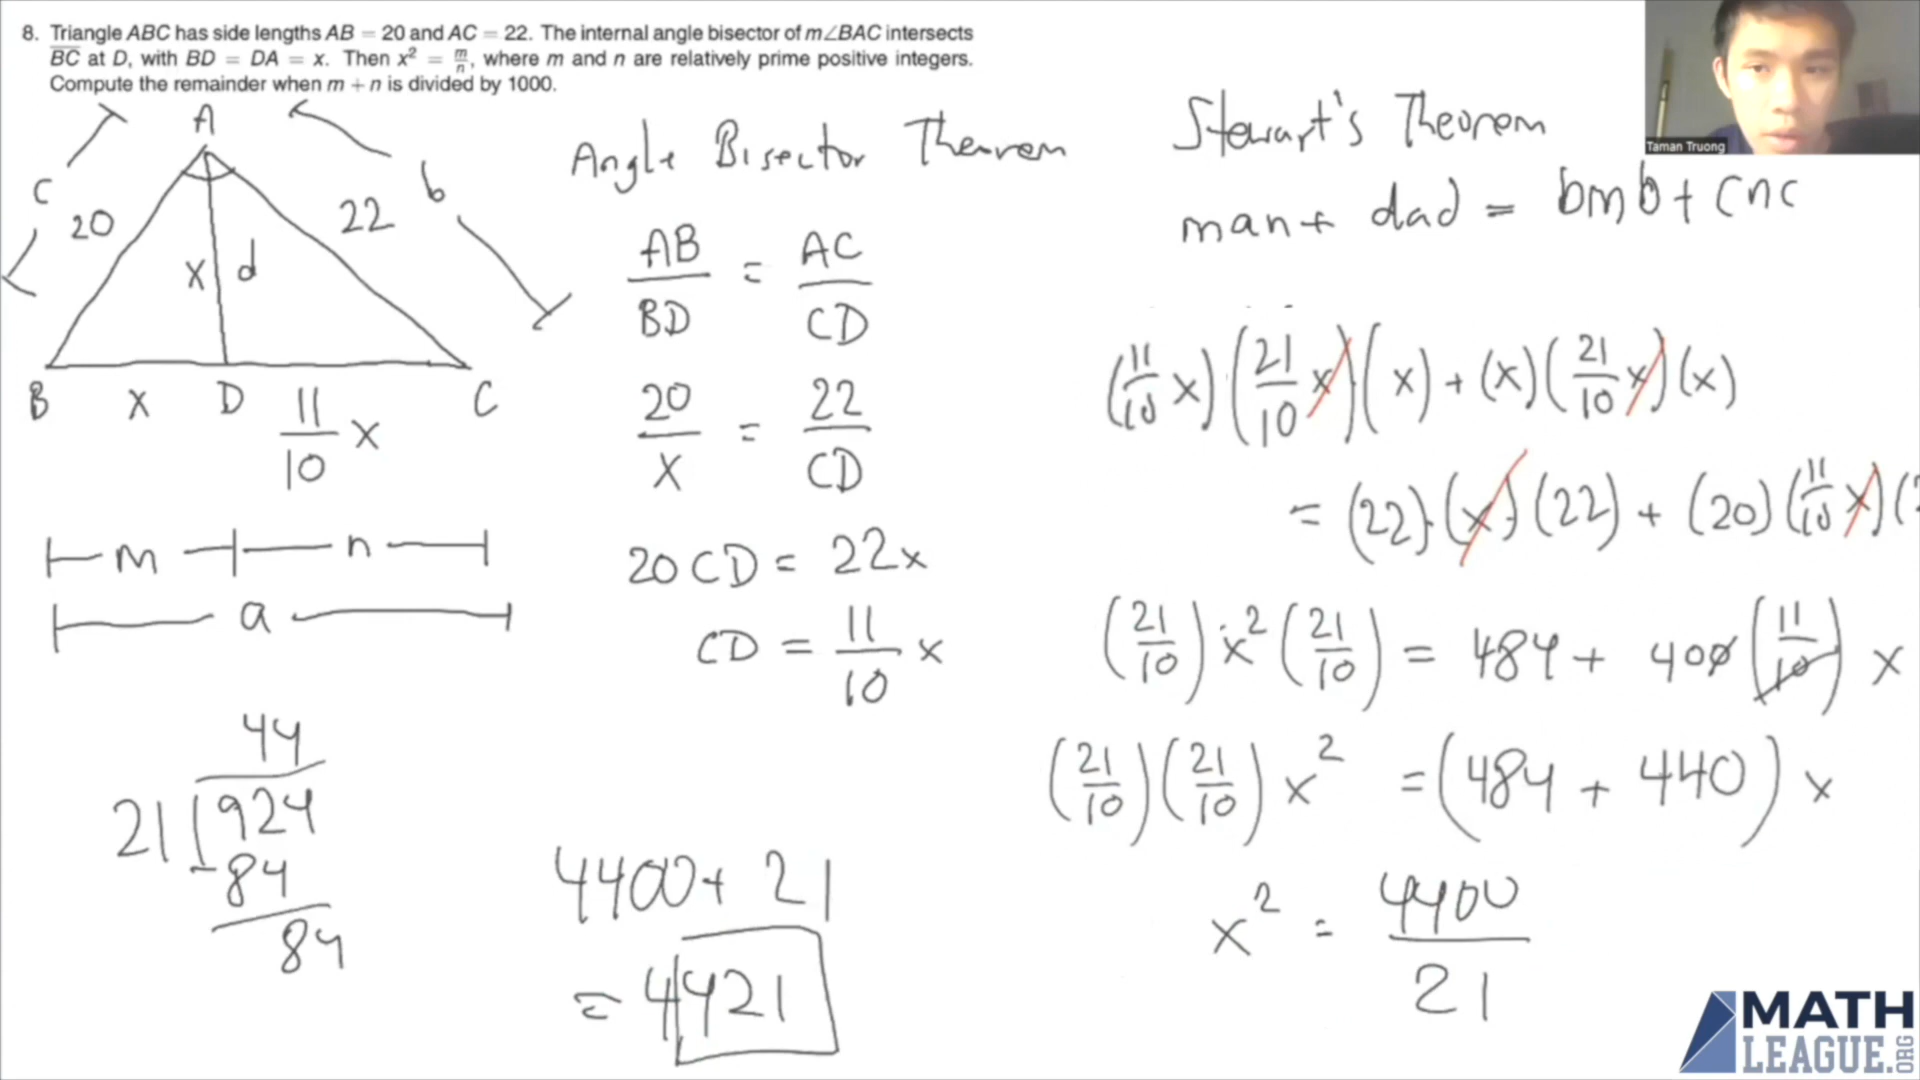 8. Triangle ABC has side lengths AB = 20 and AC = 22. The internal angle bisector of m∠BAC intersects
BC at D, with BD = DA = x. Then x² = m/n, where m and n are relatively prime positive integers.
Compute the remainder when m + n is divided by 1000.
Taman Truong
A
c
20
b
22
x d
B x D 11/10 x C
m n
a
44
21 924
-84
84
Angle Bisector Theorem
AB/BD = AC/CD
20/x = 22/CD
20CD = 22x
CD = 11/10 x
4400 + 21
= 4421
Stewart's Theorem
man + dad = bmb + cnc
(11/10 x)·(21/10 x)(x) + (x)(21/10 x)(x)
= (22)·(x)·(22) + (20)(11/10 x)(
(21/10) x² (21/10) = 484 + 400 (11/10) x
(21/10)(21/10) x² = (484 + 440) x
x² = 4400/21
MATH
LEAGUE.ORG